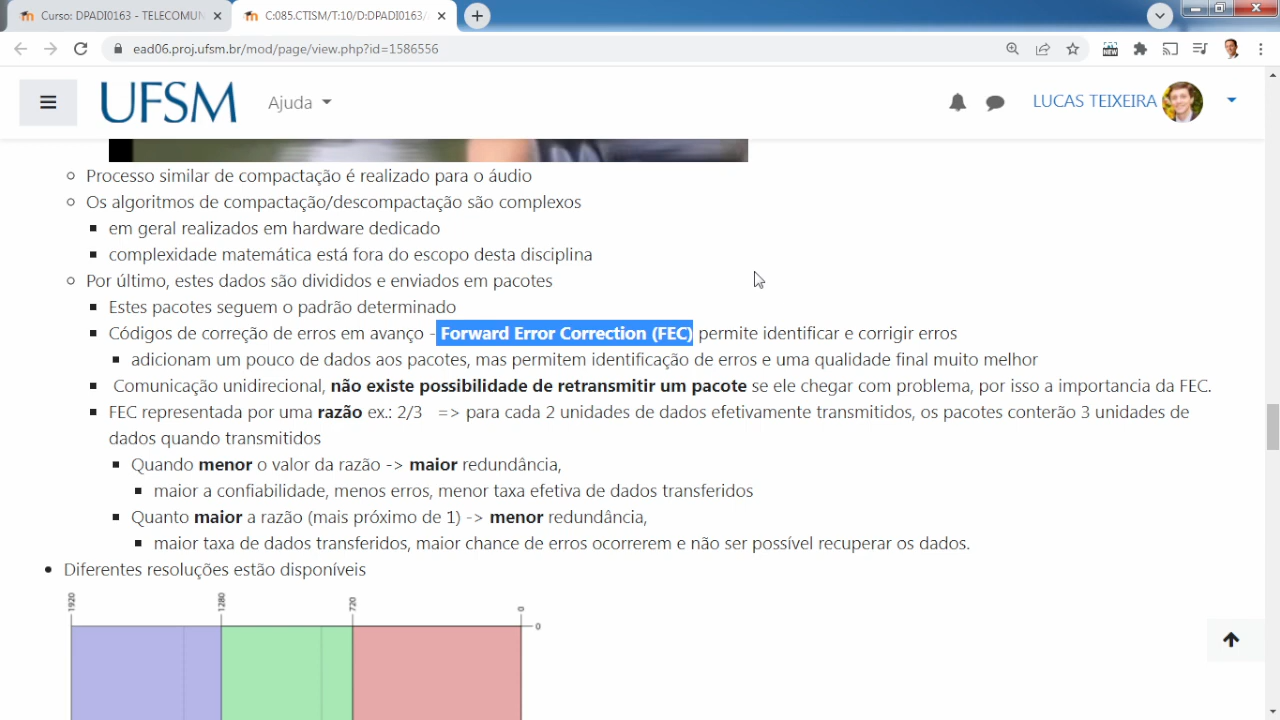 Curso: DPADI0163 - TELECOMUN
C:085.CTISM/T:10/D:DPADI0163/
ead06.proj.ufsm.br/mod/page/view.php?id=1586556
NEW
UFSM
Ajuda
LUCAS TEIXEIRA
Processo similar de compactação é realizado para o áudio
Os algoritmos de compactação/descompactação são complexos
em geral realizados em hardware dedicado
complexidade matemática está fora do escopo desta disciplina
Por último, estes dados são divididos e enviados em pacotes
Estes pacotes seguem o padrão determinado
Códigos de correção de erros em avanço - Forward Error Correction (FEC) permite identificar e corrigir erros
adicionam um pouco de dados aos pacotes, mas permitem identificação de erros e uma qualidade final muito melhor
Comunicação unidirecional, não existe possibilidade de retransmitir um pacote se ele chegar com problema, por isso a importancia da FEC.
FEC representada por uma razão ex.: 2/3 => para cada 2 unidades de dados efetivamente transmitidos, os pacotes conterão 3 unidades de
dados quando transmitidos
Quando menor o valor da razão -> maior redundância,
maior a confiabilidade, menos erros, menor taxa efetiva de dados transferidos
Quanto maior a razão (mais próximo de 1) -> menor redundância,
maior taxa de dados transferidos, maior chance de erros ocorrerem e não ser possível recuperar os dados.
Diferentes resoluções estão disponíveis
1920
1280
720
0
0